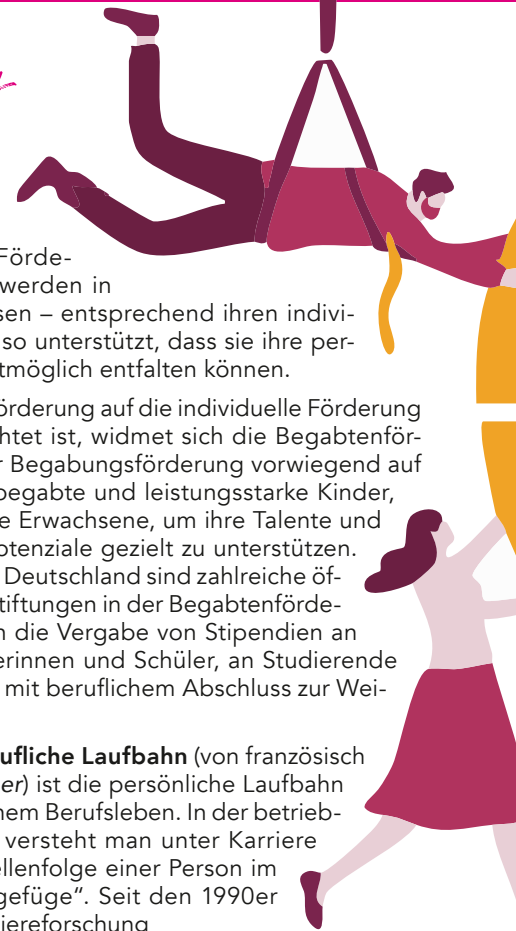 Förde-
werden in
sen – entsprechend ihren indivi-
so unterstützt, dass sie ihre per-
tmöglich entfalten können.
örderung auf die individuelle Förderung
htet ist, widmet sich die Begabtenför-
r Begabungsförderung vorwiegend auf
begabte und leistungsstarke Kinder,
e Erwachsene, um ihre Talente und
otenziale gezielt zu unterstützen.
Deutschland sind zahlreiche öf-
tiftungen in der Begabtenförde-
n die Vergabe von Stipendien an
erinnen und Schüler, an Studierende
mit beruflichem Abschluss zur Wei-
ufliche Laufbahn (von französisch
er) ist die persönliche Laufbahn
nem Berufsleben. In der betrieb-
versteht man unter Karriere
ellenfolge einer Person im
gefüge“. Seit den 1990er
iereforschung